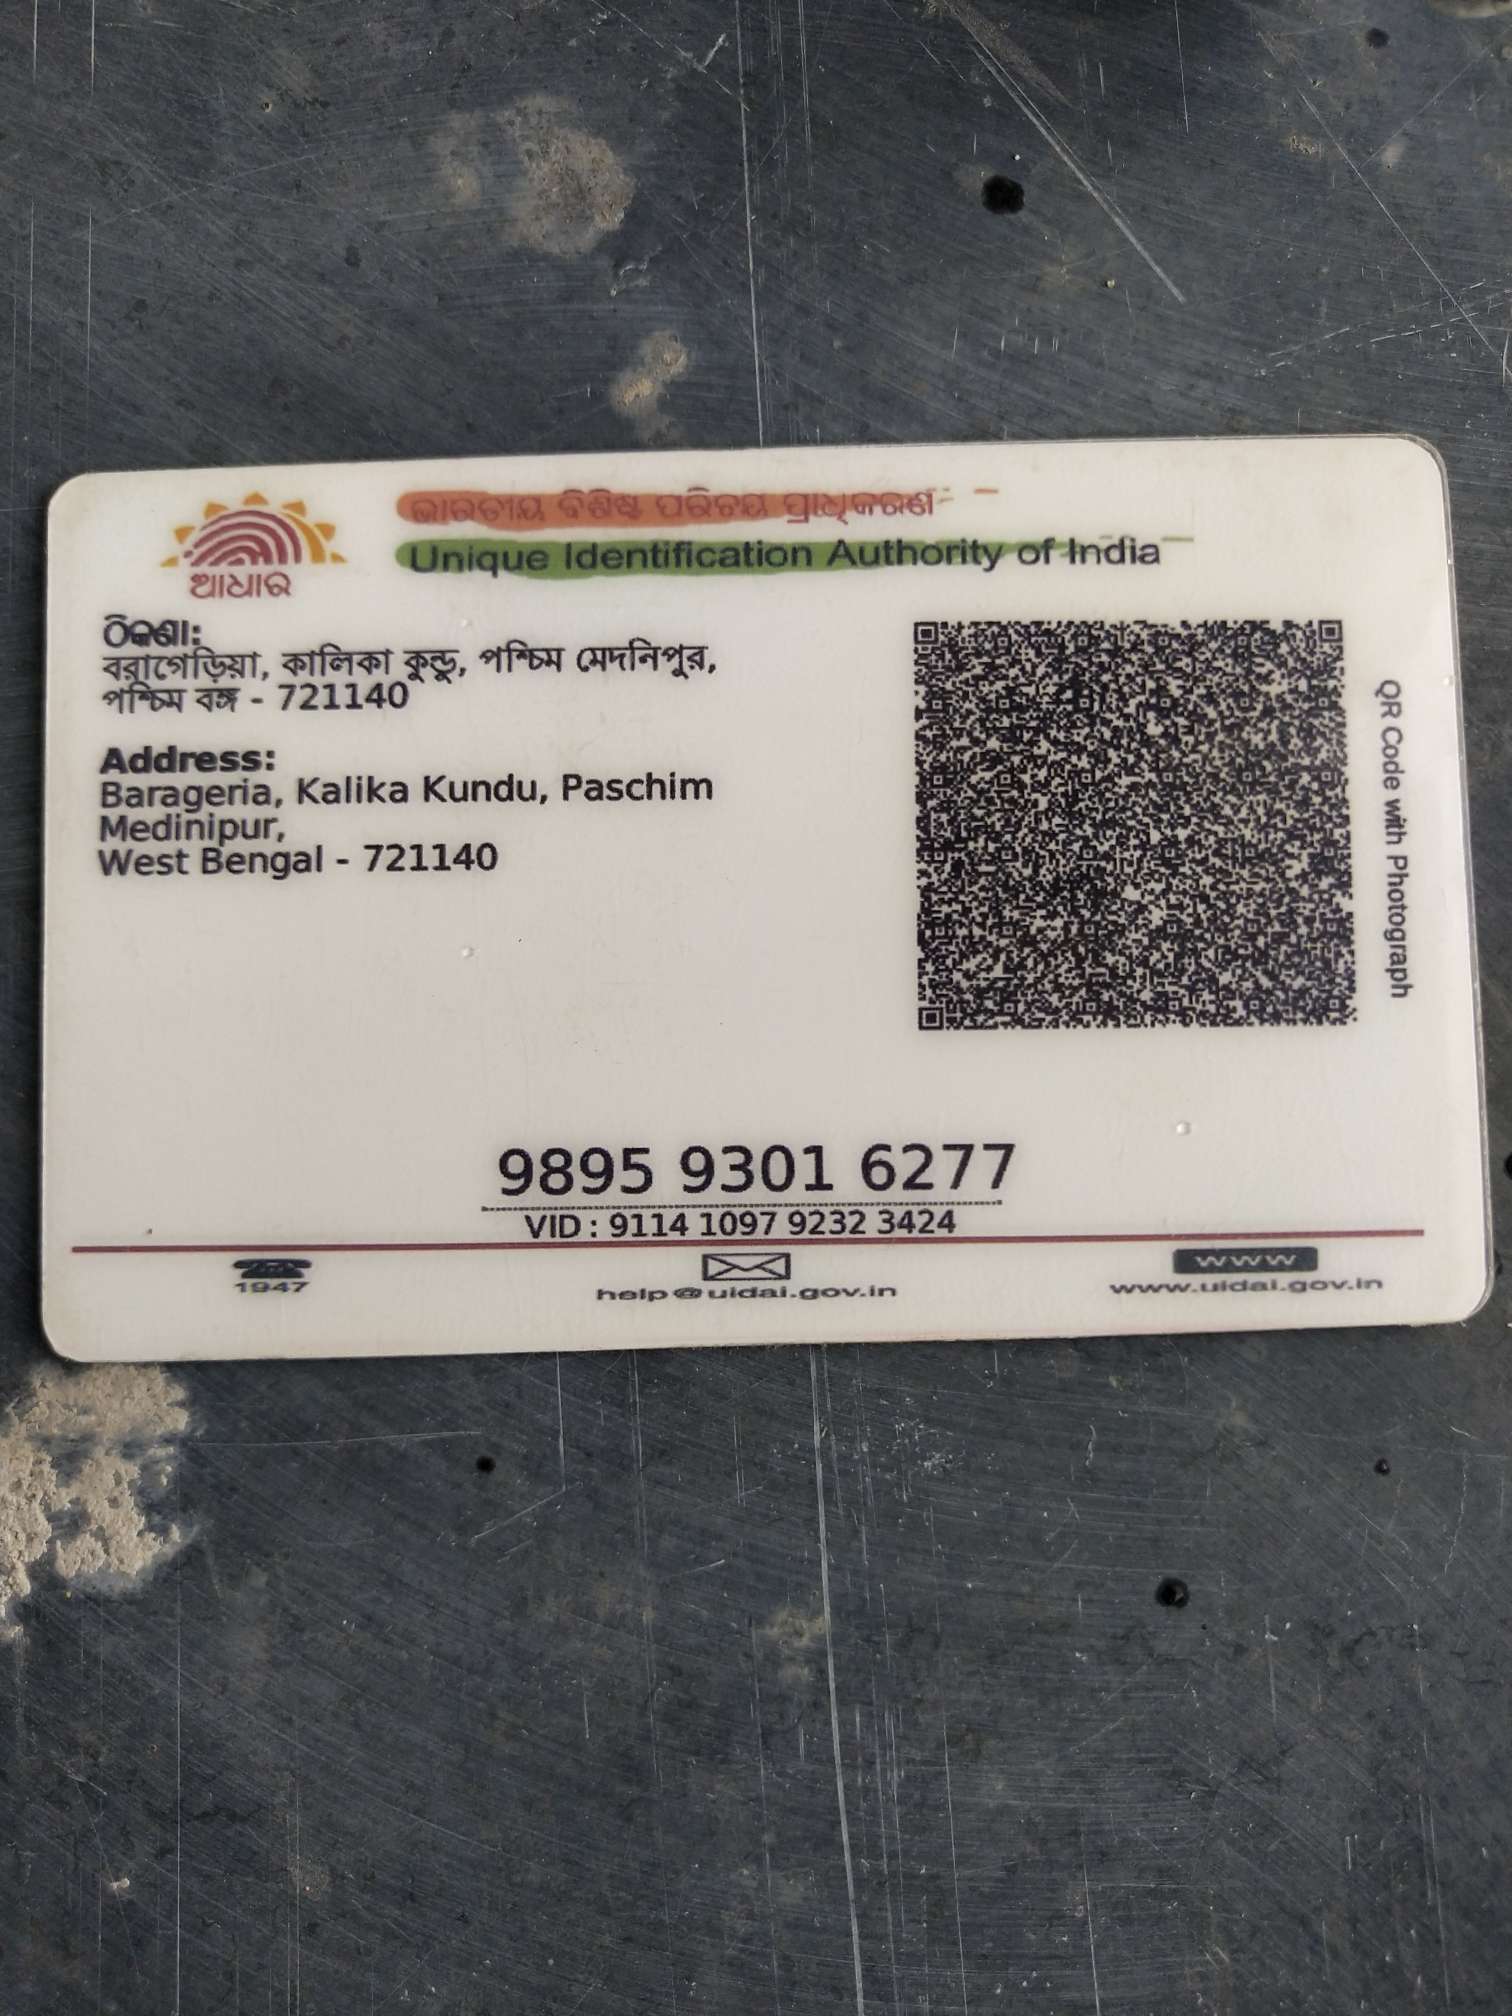 ଆଧାର
ଭାରତୀୟ ବିଶିଷ୍ଟ ପରିଚୟ ପ୍ରାଧିକରଣ
Unique Identification Authority of India
ଠିକଣା:
বরাগেড়িয়া, কালিকা কুন্ডু, পশ্চিম মেদনিপুর,
পশ্চিম বঙ্গ - 721140
Address:
Barageria, Kalika Kundu, Paschim
Medinipur,
West Bengal - 721140
QR Code with Photograph
9895 9301 6277
VID : 9114 1097 9232 3424
1947
help@uidai.gov.in
www
www.uidai.gov.in